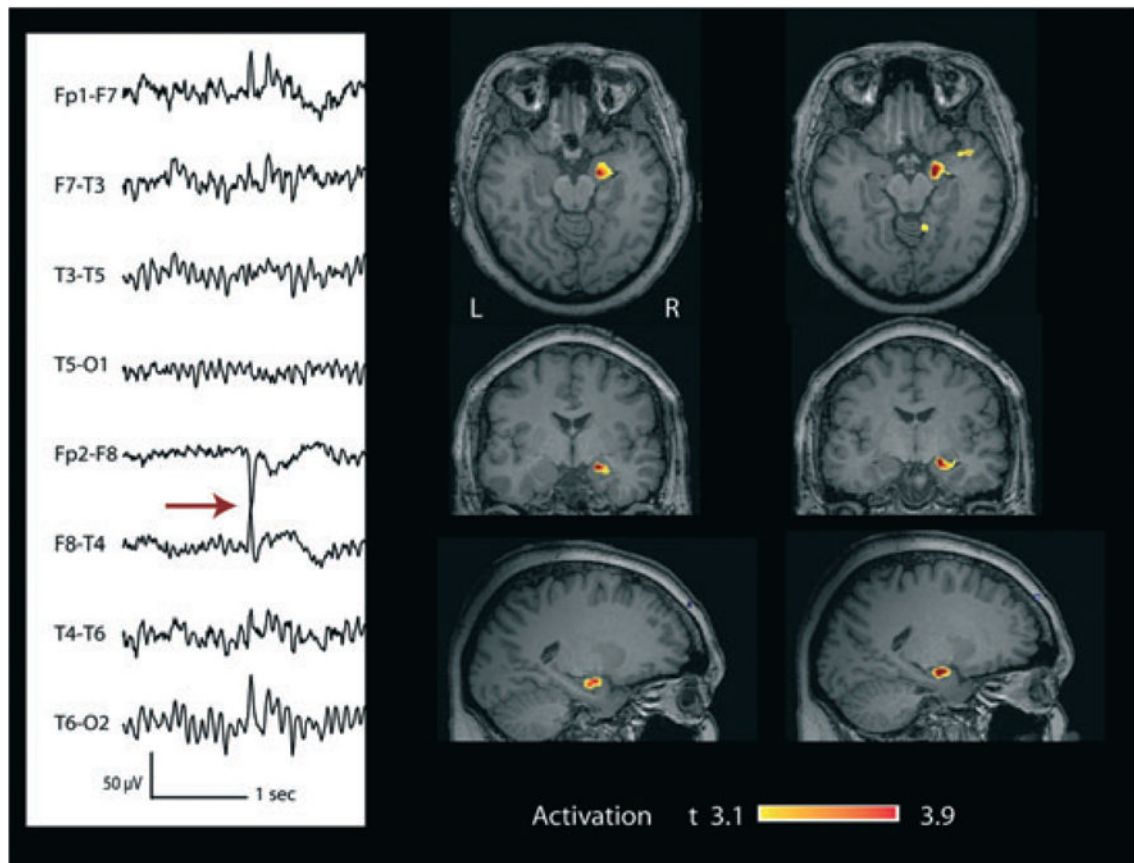 Fp1-F7
F7-T3
T3-T5
T5-O1
Fp2-F8
F8-T4
T4-T6
T6-O2
50 µV
1 sec
L R
Activation t 3.1 3.9